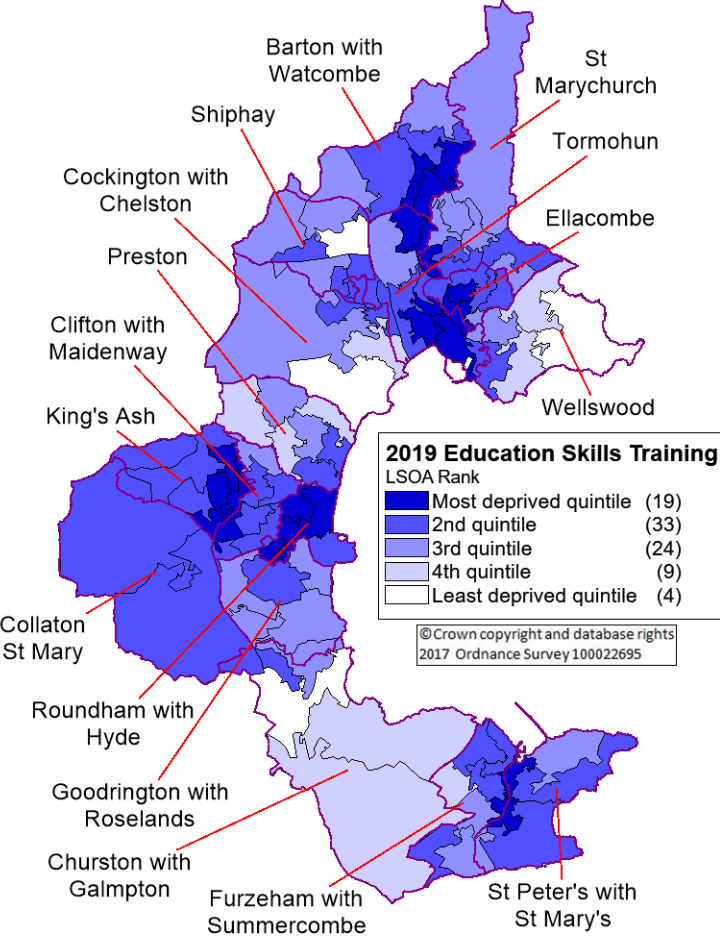 Barton with
Watcombe
St
Marychurch
Shiphay
Tormohun
Cockington with
Chelston
Ellacombe
Preston
Clifton with
Maidenway
Wellswood
King's Ash
2019 Education Skills Training
LSOA Rank
Most deprived quintile (19)
2nd quintile (33)
3rd quintile (24)
4th quintile (9)
Least deprived quintile (4)
©Crown copyright and database rights
2017 Ordnance Survey 100022695
Collaton
St Mary
Roundham with
Hyde
Goodrington with
Roselands
Churston with
Galmpton
Furzeham with
Summercombe
St Peter's with
St Mary's